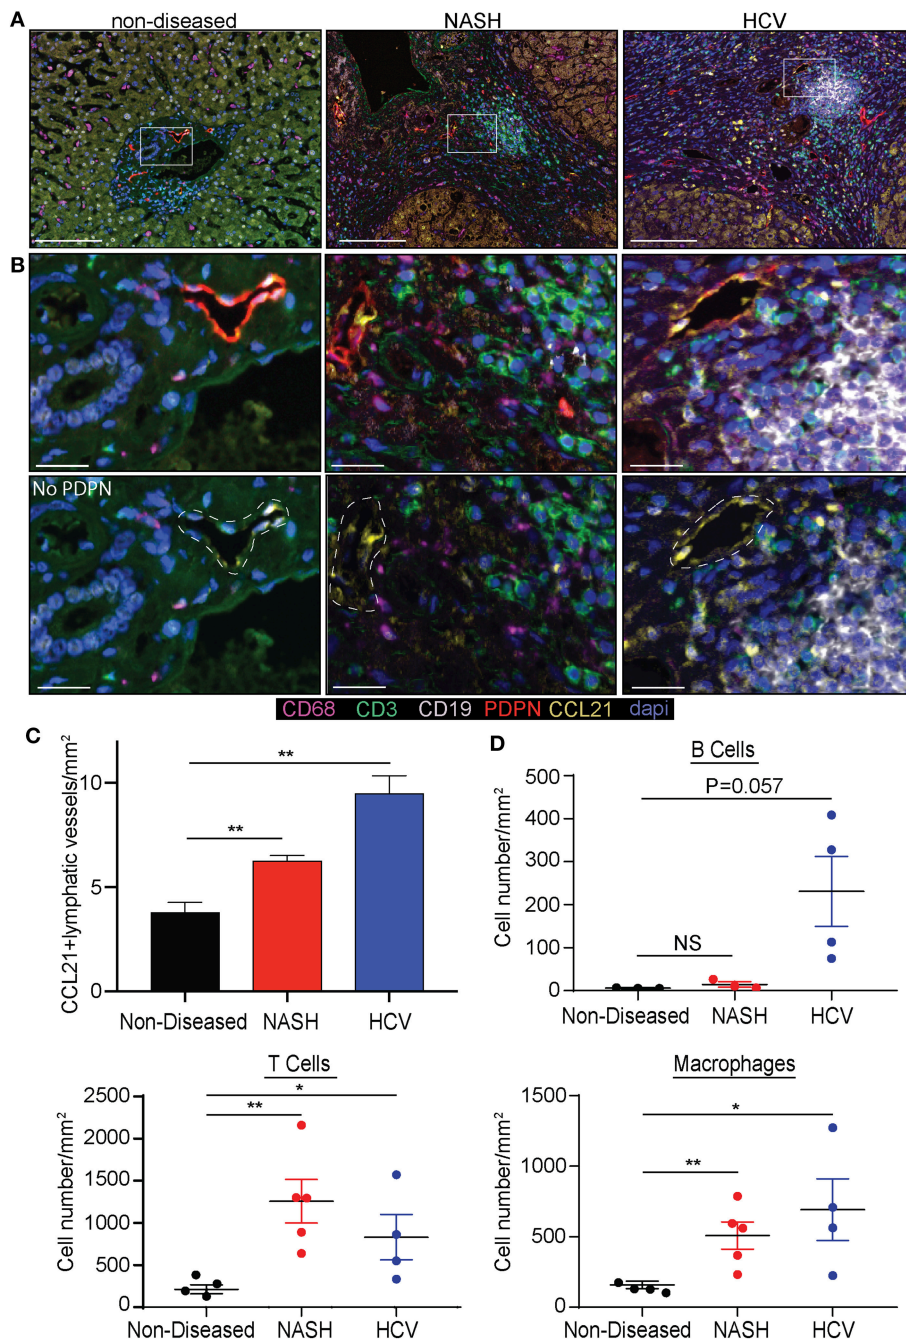 A
non-diseased
NASH
HCV
B
No PDPN
CD68 CD3 CD19 PDPN CCL21 dapi
C
CCL21+lymphatic vessels/mm²
10
5
0
**
**
Non-Diseased
NASH
HCV
D
B Cells
Cell number/mm²
500
400
300
200
100
0
P=0.057
NS
Non-Diseased
NASH
HCV
T Cells
Cell number/mm²
2500
2000
1500
1000
500
0
*
**
Non-Diseased
NASH
HCV
Macrophages
Cell number/mm²
1500
1000
500
0
*
**
Non-Diseased
NASH
HCV